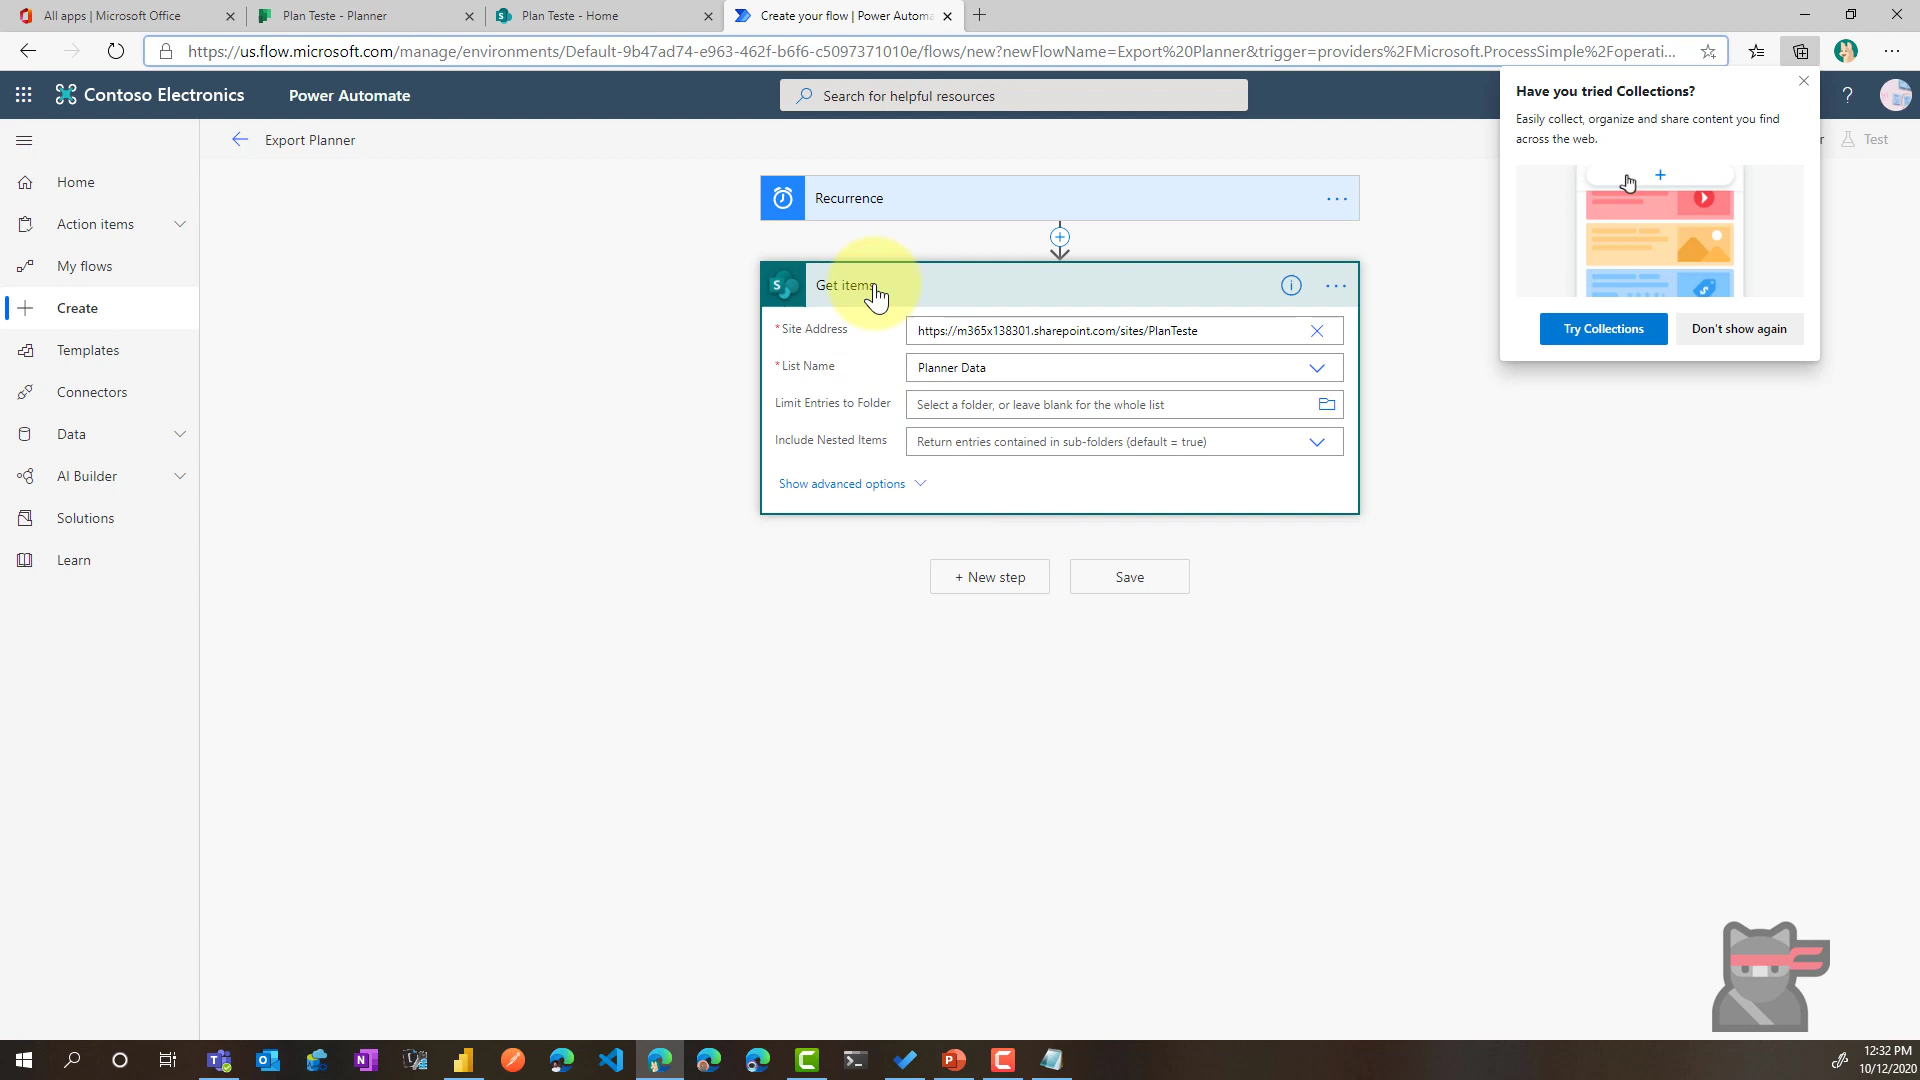 All apps | Microsoft Office
Plan Teste - Planner
Plan Teste - Home
Create your flow | Power Automa
https://us.flow.microsoft.com/manage/environments/Default-9b47ad74-e963-462f-b6f6-c5097371010e/flows/new?newFlowName=Export%20Planner&trigger=providers%2FMicrosoft.ProcessSimple%2Foperati...
Contoso Electronics
Power Automate
Search for helpful resources
?
Have you tried Collections?
Easily collect, organize and share content you find
across the web.
Try Collections
Don't show again
Export Planner
r
Test
Home
Action items
My flows
Create
Templates
Connectors
Data
AI Builder
Solutions
Learn
Recurrence
Get items
* Site Address
https://m365x138301.sharepoint.com/sites/PlanTeste
* List Name
Planner Data
Limit Entries to Folder
Select a folder, or leave blank for the whole list
Include Nested Items
Return entries contained in sub-folders (default = true)
Show advanced options
+ New step
Save
12:32 PM
10/12/2020